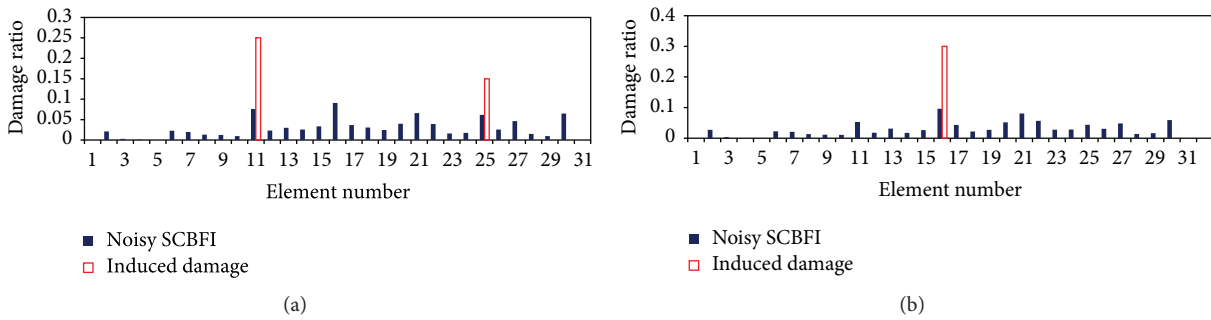 0.3
0.25
0.2
0.15
0.1
0.05
0
Damage ratio
1 3 5 7 9 11 13 15 17 19 21 23 25 27 29 31
Element number
Noisy SCBFI
Induced damage
(a)
0.4
0.3
0.2
0.1
0
Damage ratio
1 3 5 7 9 11 13 15 17 19 21 23 25 27 29 31
Element number
Noisy SCBFI
Induced damage
(b)